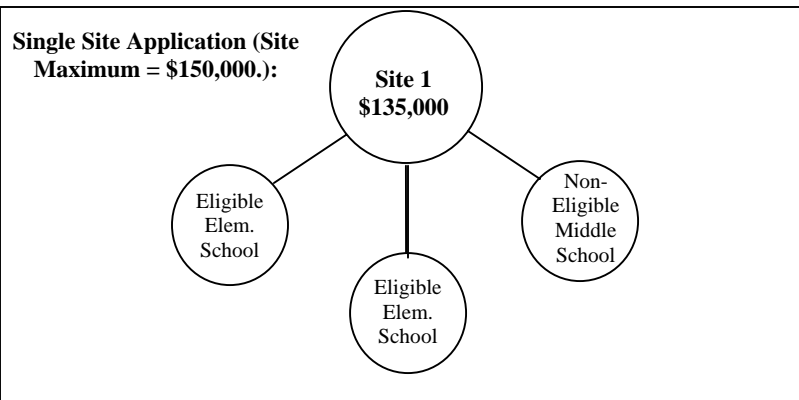 Single Site Application (Site
Maximum = $150,000.):
Site 1
$135,000
Eligible
Elem.
School
Eligible
Elem.
School
Non-
Eligible
Middle
School